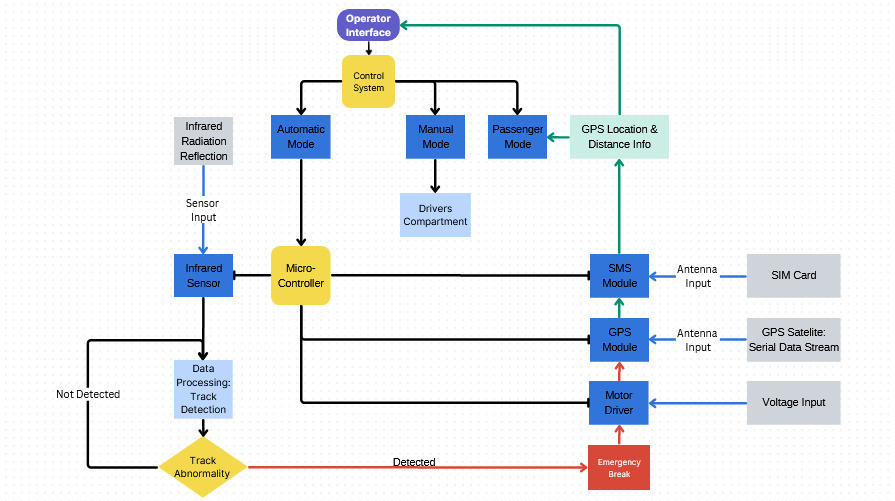 Operator
Interface
Control
System
Infrared
Radiation
Reflection
Automatic
Mode
Manual
Mode
Passenger
Mode
GPS Location &
Distance Info
Sensor
Input
Drivers
Compartment
Infrared
Sensor
Micro-
Controller
SMS
Module
Antenna
Input
SIM Card
GPS
Module
Antenna
Input
GPS Satelite:
Serial Data Stream
Not Detected
Data
Processing:
Track
Detection
Motor
Driver
Voltage Input
Track
Abnormality
Detected
Emergency
Break